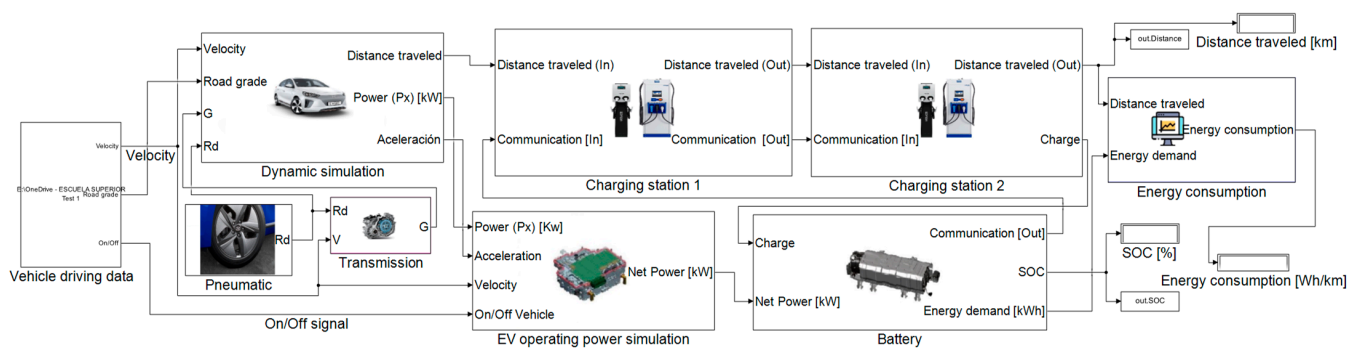 Velocity
E:\OneDrive - ESCUELA SUPERIOR
Test 1
Road grade
On/Off
Vehicle driving data
Velocity
On/Off signal
Velocity
Road grade
G
Rd
Distance traveled
Power (Px) [kW]
Aceleración
Dynamic simulation
Rd
Pneumatic
Rd
V
G
Transmission
Distance traveled (In)
Communication [In]
Distance traveled (Out)
Communication [Out]
Charging station 1
Distance traveled (In)
Communication [In]
Distance traveled (Out)
Charge
Charging station 2
Power (Px) [Kw]
Acceleration
Velocity
On/Off Vehicle
Net Power [kW]
EV operating power simulation
Charge
Net Power [kW]
Communication [Out]
SOC
Energy demand [kWh]
Battery
out.Distance
Distance traveled [km]
Distance traveled
Energy demand
Energy consumption
Energy consumption
SOC [%]
out.SOC
Energy consumption [Wh/km]